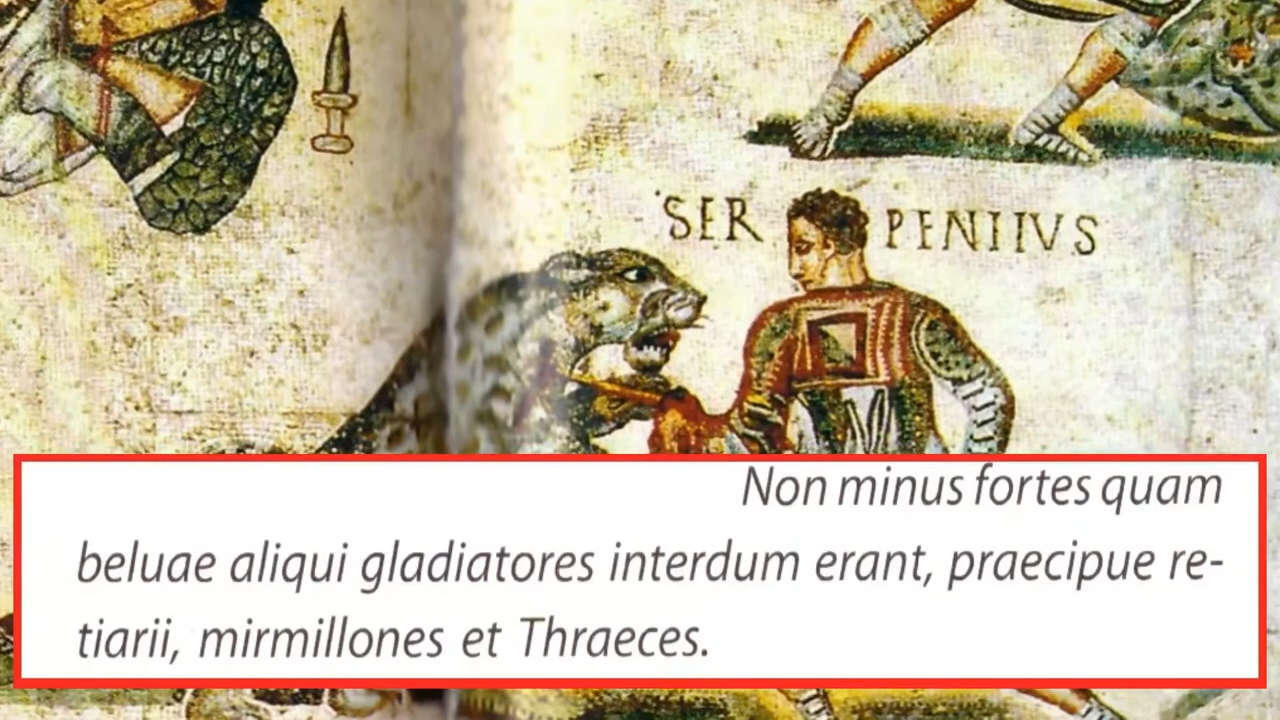 SER PENIIVS
Non minus fortes quam
beluae aliqui gladiatores interdum erant, praecipue re-
tiarii, mirmillones et Thraeces.